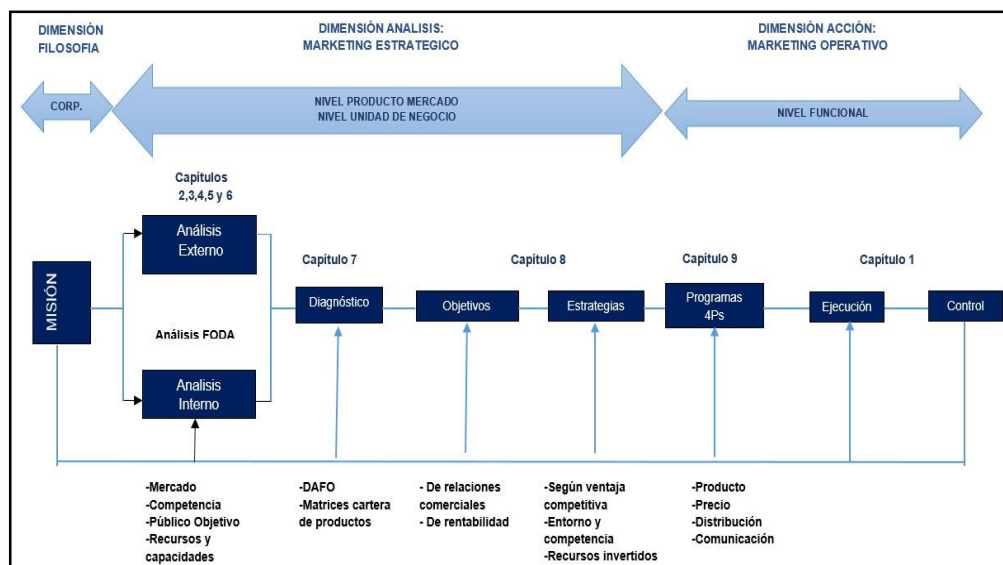 DIMENSIÓN
FILOSOFIA
DIMENSIÓN ANALISIS:
MARKETING ESTRATEGICO
DIMENSIÓN ACCIÓN:
MARKETING OPERATIVO
CORP.
NIVEL PRODUCTO MERCADO
NIVEL UNIDAD DE NEGOCIO
NIVEL FUNCIONAL
Capítulos
2,3,4,5 y 6
Análisis
Externo
Capítulo 7
Capítulo 8
Capítulo 9
Capítulo 1
MISIÓN
Diagnóstico
Objetivos
Estrategias
Programas
4Ps
Ejecución
Control
Análisis FODA
Analisis
Interno
-Mercado
-Competencia
-Público Objetivo
-Recursos y
capacidades
-DAFO
-Matrices cartera
de productos
- De relaciones
comerciales
- De rentabilidad
-Según ventaja
competitiva
-Entorno y
competencia
-Recursos invertidos
-Producto
-Precio
-Distribución
-Comunicación